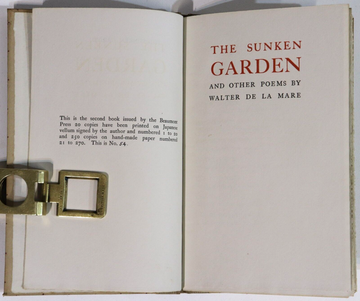 This is the second book issued by the Beaumont
Press 20 copies have been printed on Japanese
vellum signed by the author and numbered 1 to 20
and 250 copies on hand-made paper numbered
21 to 270. This is No. 54.
THE SUNKEN
GARDEN
AND OTHER POEMS BY
WALTER DE LA MARE